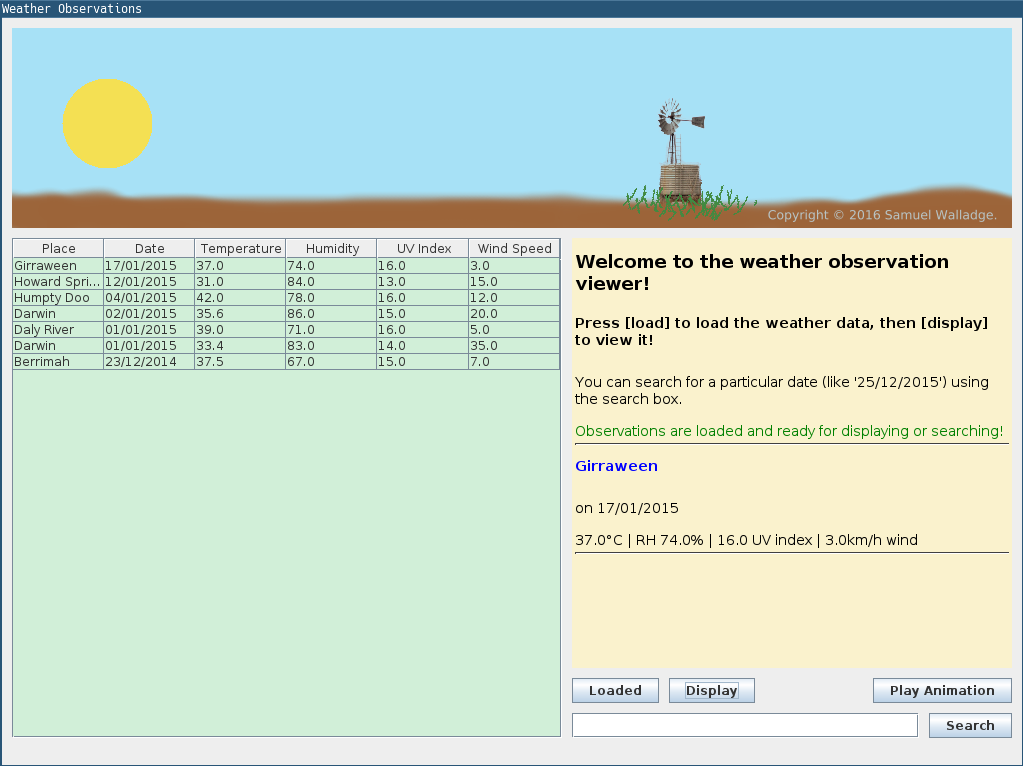 Weather Observations
Copyright © 2016 Samuel Walladge.
Place Date Temperature Humidity UV Index Wind Speed
Girraween 17/01/2015 37.0 74.0 16.0 3.0
Howard Spri... 12/01/2015 31.0 84.0 13.0 15.0
Humpty Doo 04/01/2015 42.0 78.0 16.0 12.0
Darwin 02/01/2015 35.6 86.0 15.0 20.0
Daly River 01/01/2015 39.0 71.0 16.0 5.0
Darwin 01/01/2015 33.4 83.0 14.0 35.0
Berrimah 23/12/2014 37.5 67.0 15.0 7.0
Welcome to the weather observation
viewer!
Press [load] to load the weather data, then [display]
to view it!
You can search for a particular date (like '25/12/2015') using
the search box.
Observations are loaded and ready for displaying or searching!
Girraween
on 17/01/2015
37.0°C | RH 74.0% | 16.0 UV index | 3.0km/h wind
Loaded Display Play Animation
Search